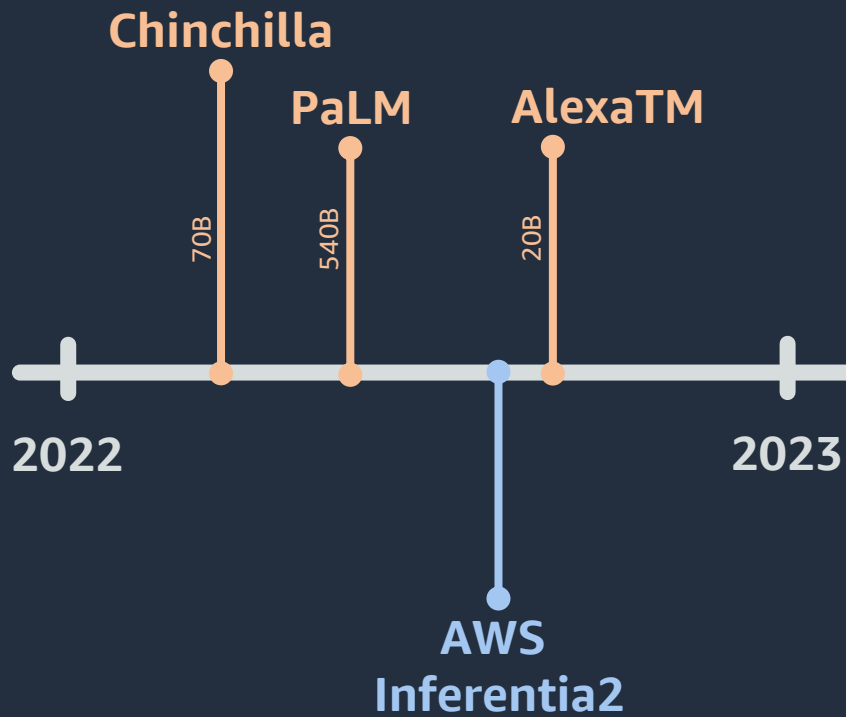 Chinchilla
PaLM
AlexaTM
70B
540B
20B
2022
2023
AWS
Inferentia2